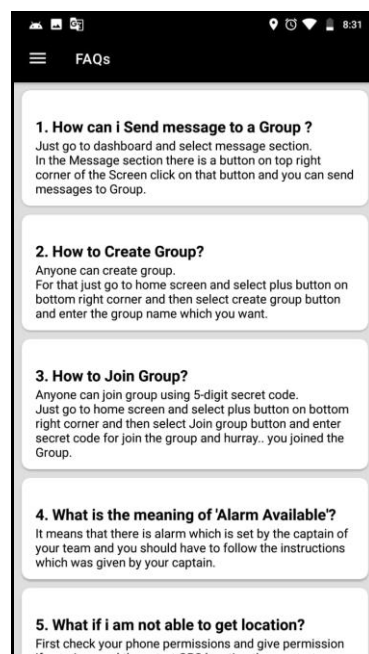 8:31
FAQs
1. How can i Send message to a Group ?
Just go to dashboard and select message section.
In the Message section there is a button on top right
corner of the Screen click on that button and you can send
messages to Group.
2. How to Create Group?
Anyone can create group.
For that just go to home screen and select plus button on
bottom right corner and then select create group button
and enter the group name which you want.
3. How to Join Group?
Anyone can join group using 5-digit secret code.
Just go to home screen and select plus button on bottom
right corner and then select Join group button and enter
secret code for join the group and hurray.. you joined the
Group.
4. What is the meaning of 'Alarm Available'?
It means that there is alarm which is set by the captain of
your team and you should have to follow the instructions
which was given by your captain.
5. What if i am not able to get location?
First check your phone permissions and give permission